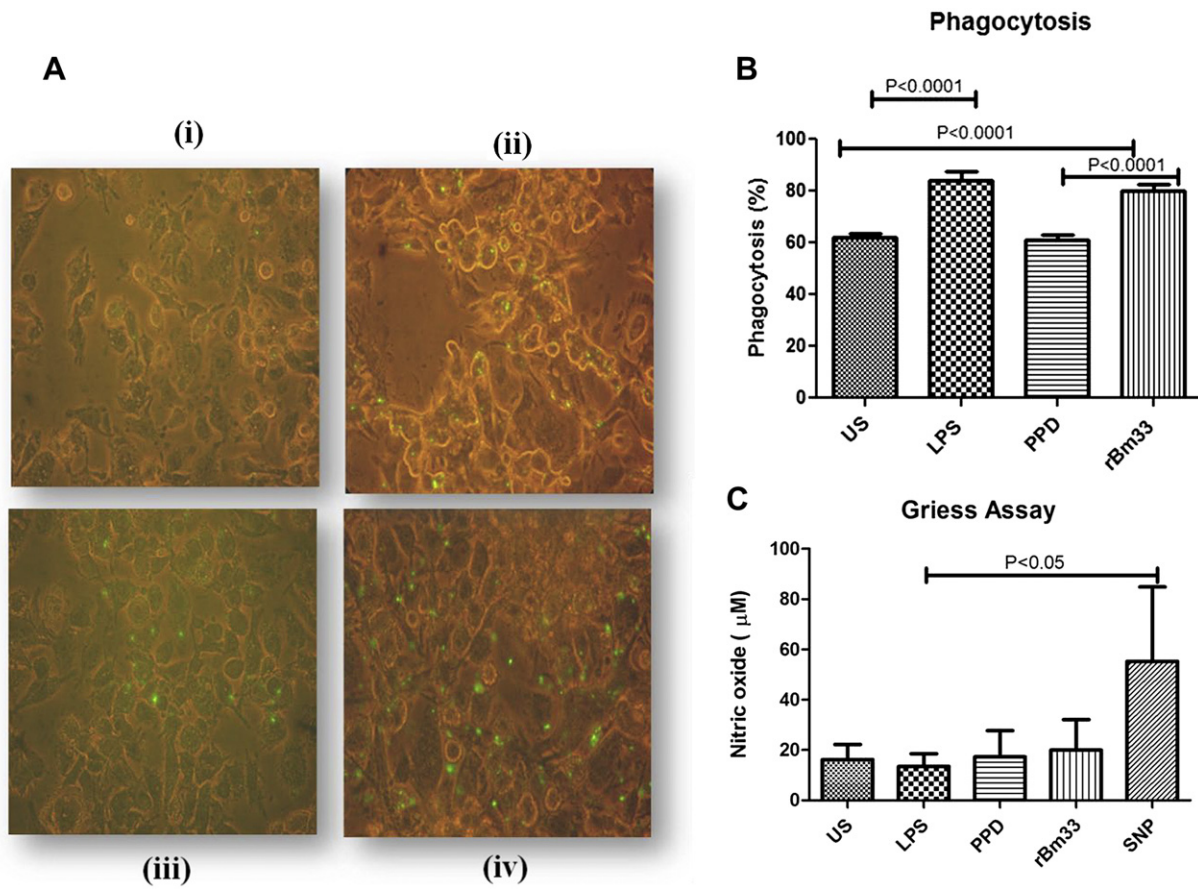 A
(i)
(ii)
(iii)
(iv)
Phagocytosis
B
P<0.0001
P<0.0001
P<0.0001
Phagocytosis (%)
100
80
60
40
20
0
US
LPS
PPD
rBm33
C
Griess Assay
P<0.05
Nitric oxide ( μM)
100
80
60
40
20
0
US
LPS
PPD
rBm33
SNP